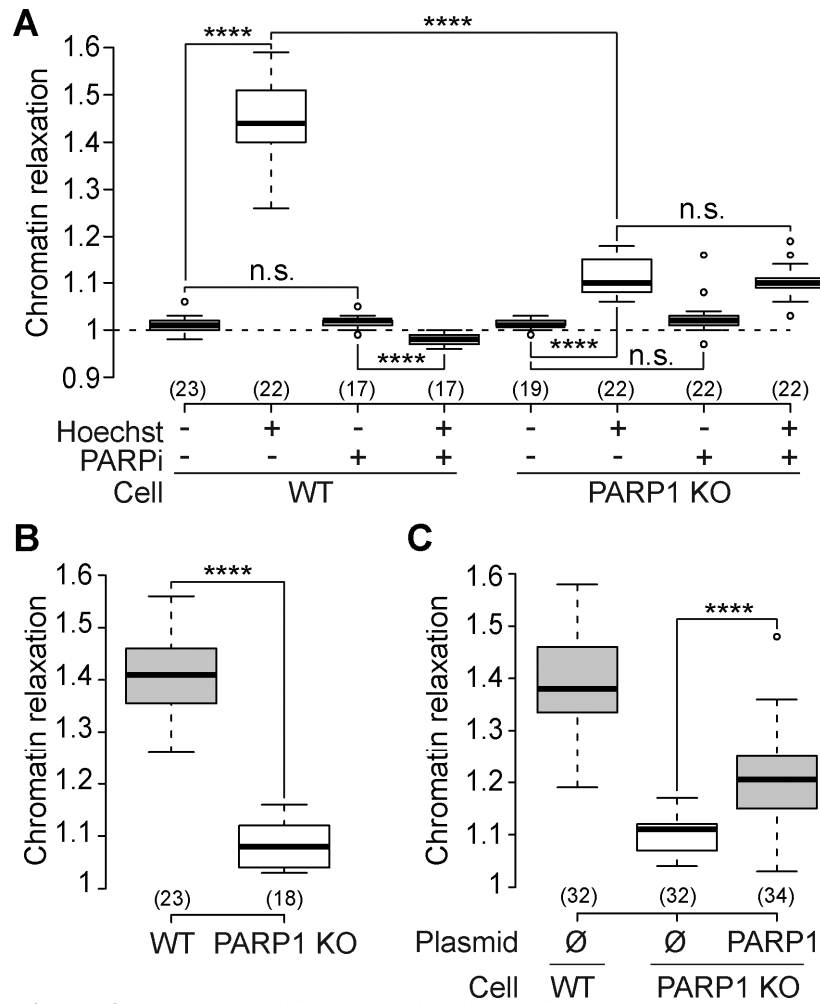 A
Chromatin relaxation
1.6
1.5
1.4
1.3
1.2
1.1
1
0.9
****
****
n.s.
n.s.
****
****
n.s.
(23) (22) (17) (17) (19) (22) (22) (22)
Hoechst - + - + - + - +
PARPi - - + + - - + +
Cell WT PARP1 KO
B
Chromatin relaxation
1.6
1.5
1.4
1.3
1.2
1.1
1
****
(23) (18)
WT PARP1 KO
C
Chromatin relaxation
1.6
1.5
1.4
1.3
1.2
1.1
1
****
(32) (32) (34)
Plasmid Ø Ø PARP1
Cell WT PARP1 KO